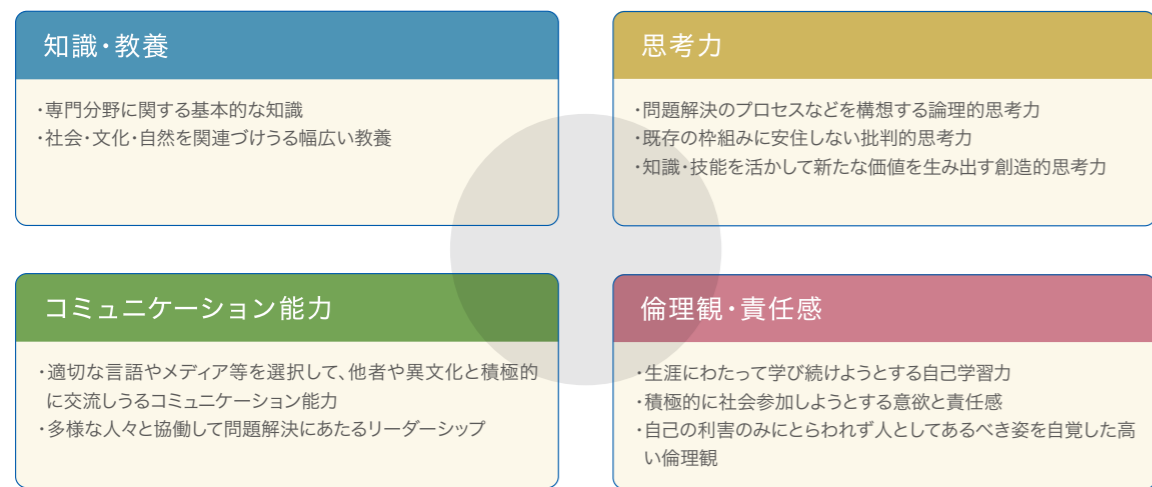 知識・教養
・専門分野に関する基本的な知識
・社会・文化・自然を関連づけうる幅広い教養
思考力
・問題解決のプロセスなどを構想する論理的思考力
・既存の枠組みに安住しない批判的思考力
・知識・技能を活かして新たな価値を生み出す創造的思考力
コミュニケーション能力
・適切な言語やメディア等を選択して、他者や異文化と積極的
に交流しうるコミュニケーション能力
・多様な人々と協働して問題解決にあたるリーダーシップ
倫理観・責任感
・生涯にわたって学び続けようとする自己学習力
・積極的に社会参加しようとする意欲と責任感
・自己の利害のみにとらわれず人としてあるべき姿を自覚した高
い倫理観